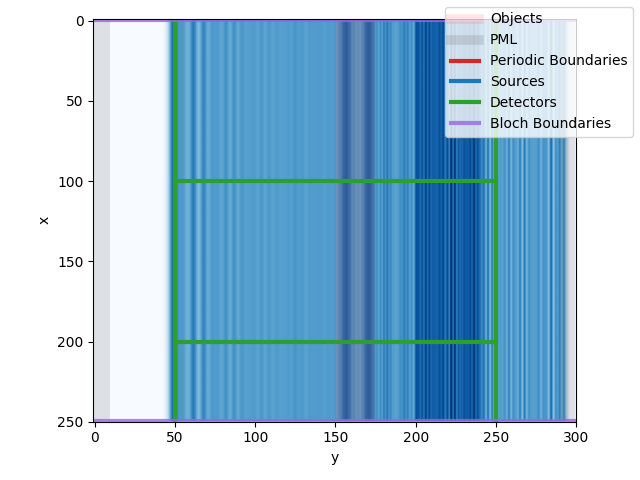 Objects
PML
Periodic Boundaries
Sources
Detectors
Bloch Boundaries
0
50
100
150
200
250
x
0
50
100
150
200
250
300
y